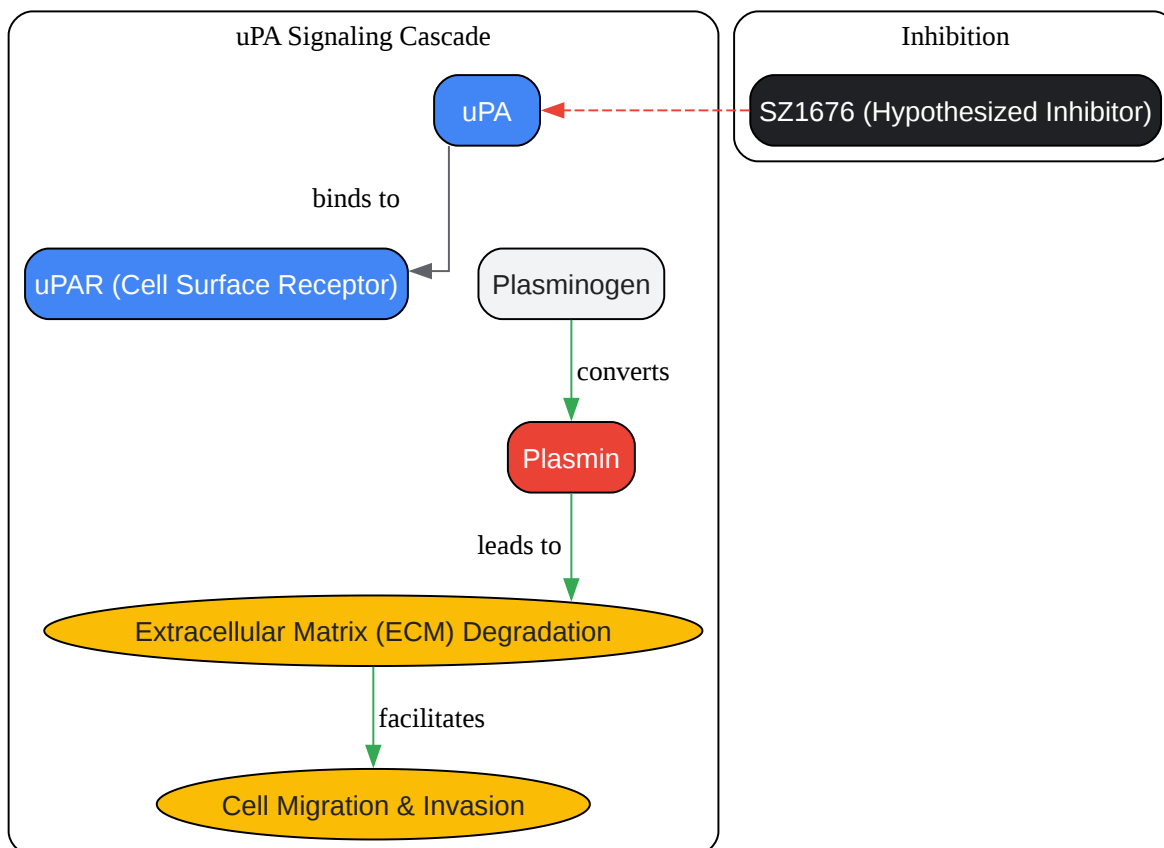 uPA Signaling Cascade
Inhibition
uPA
SZ1676 (Hypothesized Inhibitor)
binds to
uPAR (Cell Surface Receptor)
Plasminogen
converts
Plasmin
leads to
Extracellular Matrix (ECM) Degradation
facilitates
Cell Migration & Invasion